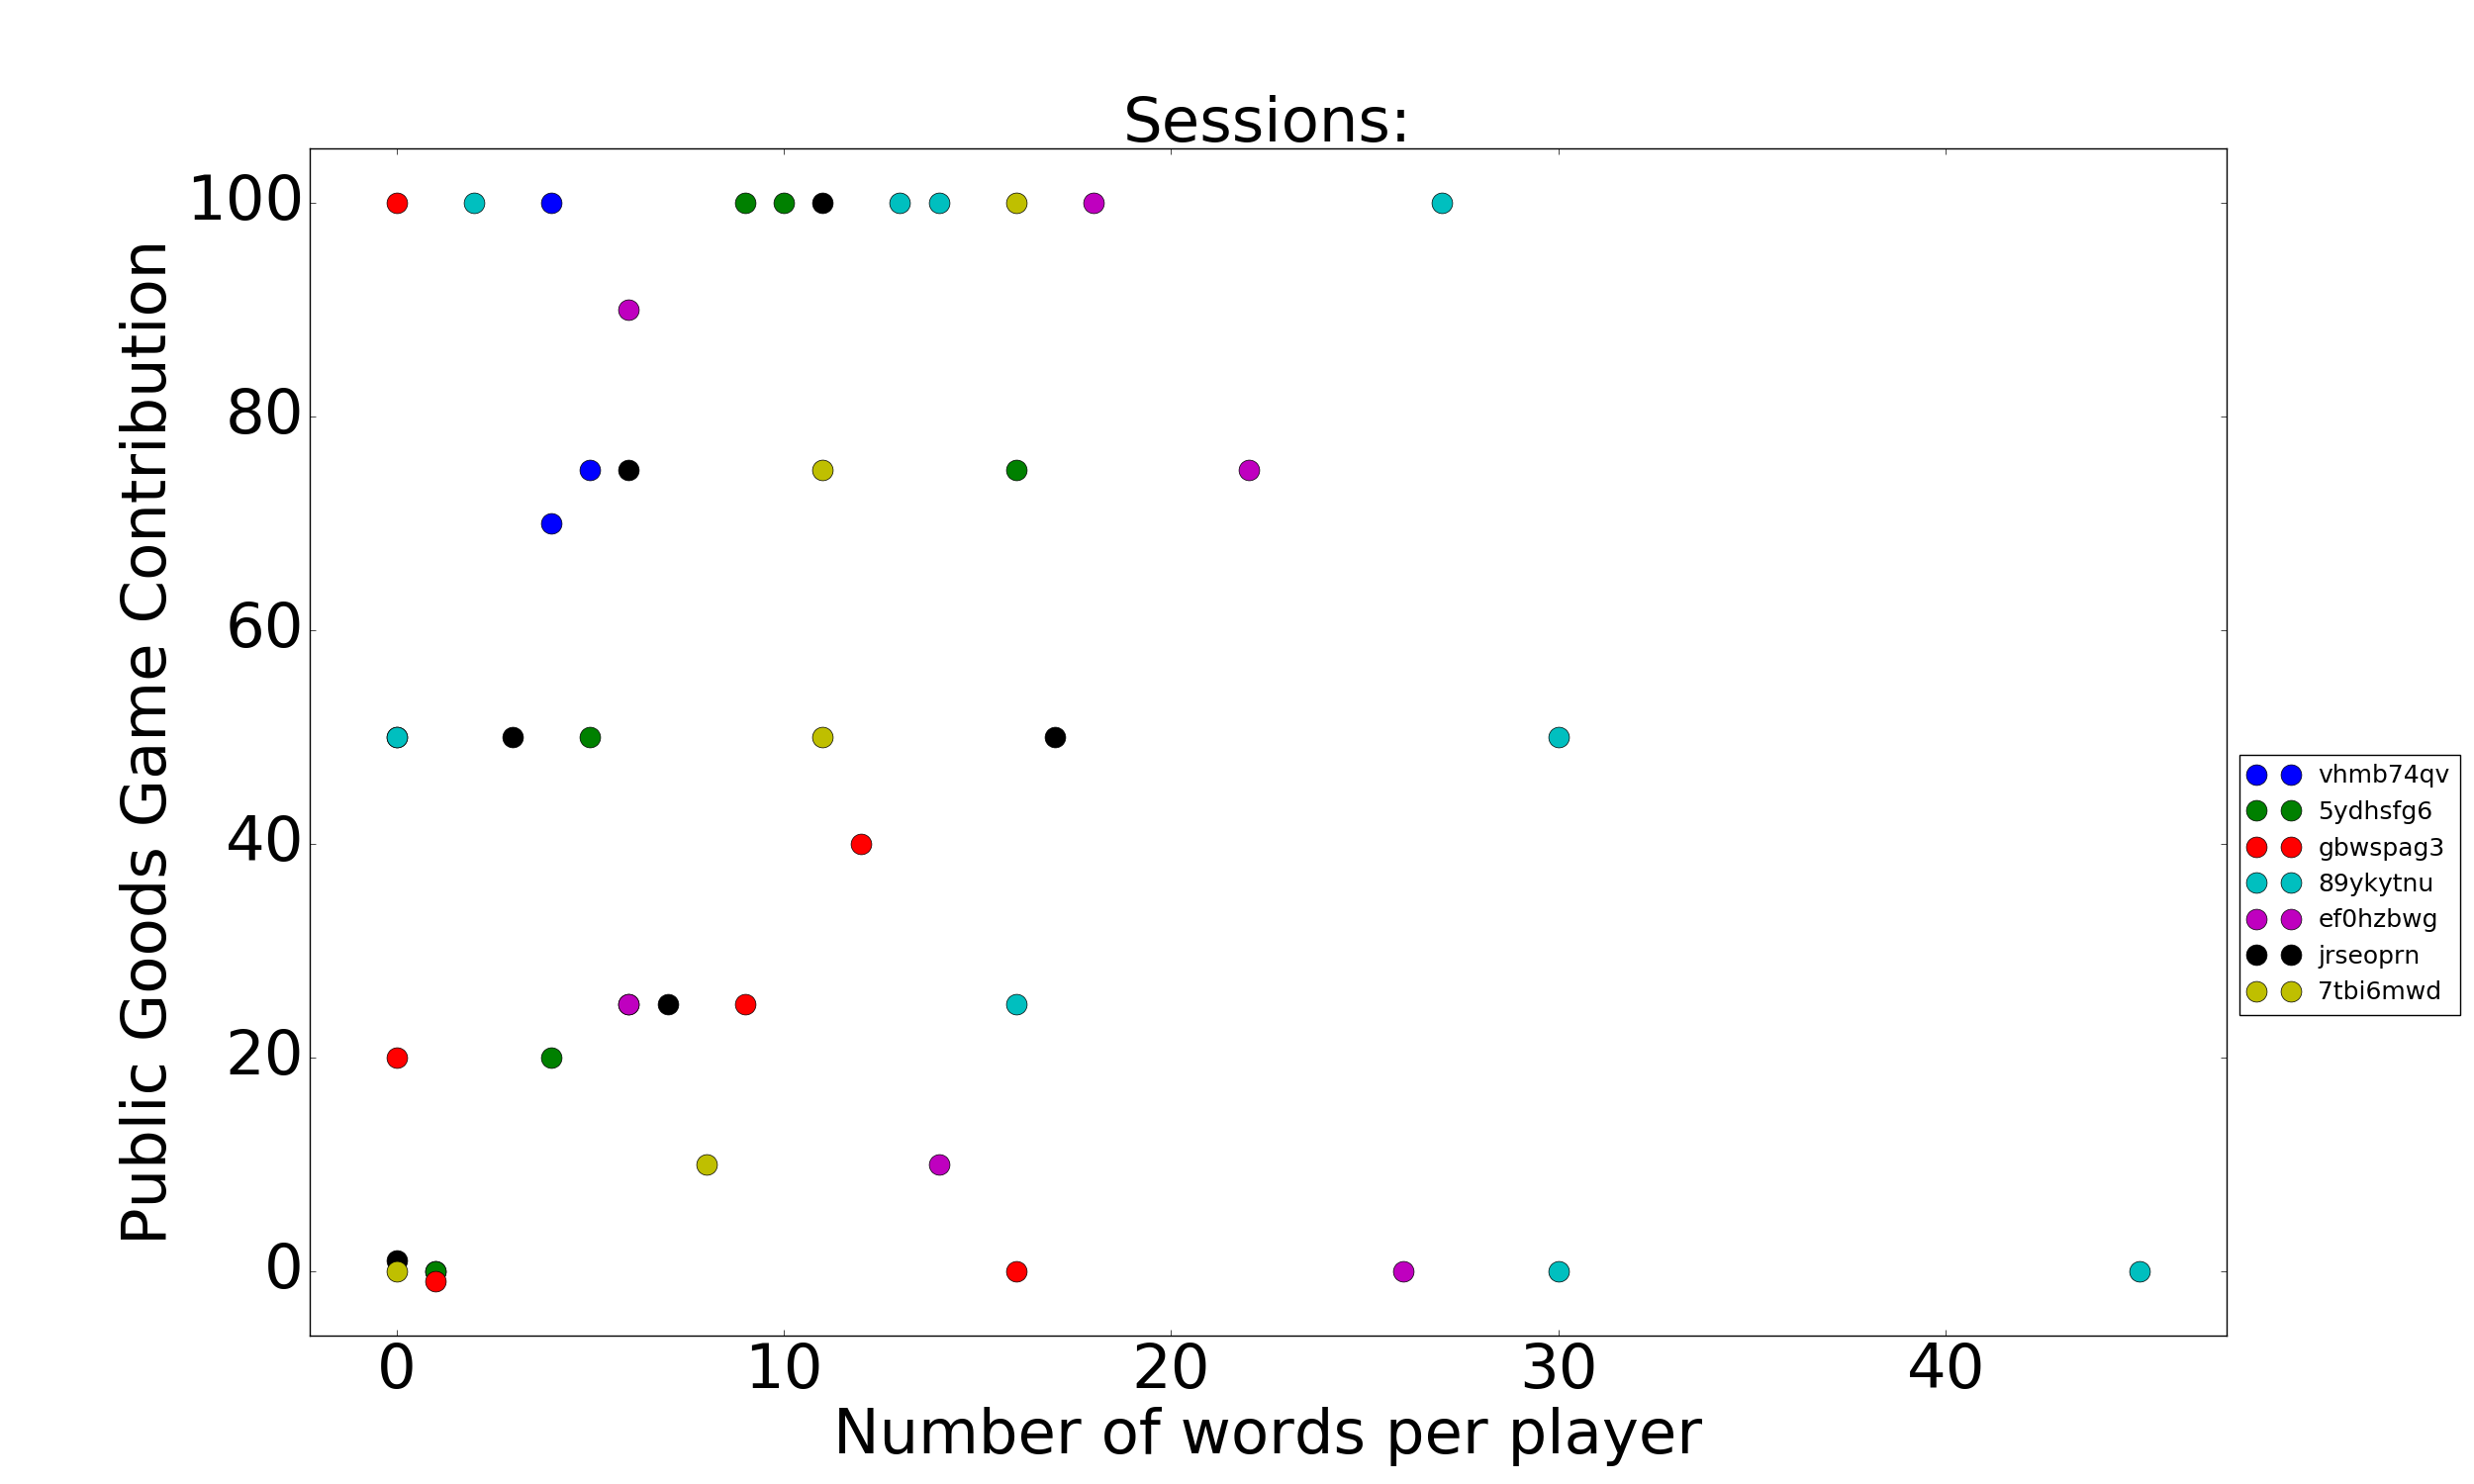 Sessions:
100
80
60
40
20
0
Public Goods Game Contribution
0 10 20 30 40
Number of words per player
vhmb74qv
5ydhsfg6
gbwspag3
89ykytnu
ef0hzbwg
jrseoprn
7tbi6mwd